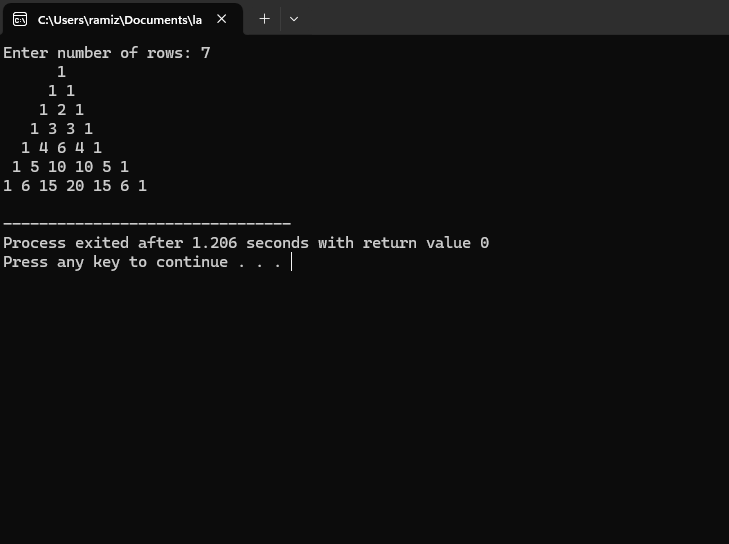 C:\Users\ramiz\Documents\la
Enter number of rows: 7
      1
     1 1
    1 2 1
   1 3 3 1
  1 4 6 4 1
 1 5 10 10 5 1
1 6 15 20 15 6 1
--------------------------------
Process exited after 1.206 seconds with return value 0
Press any key to continue . . .